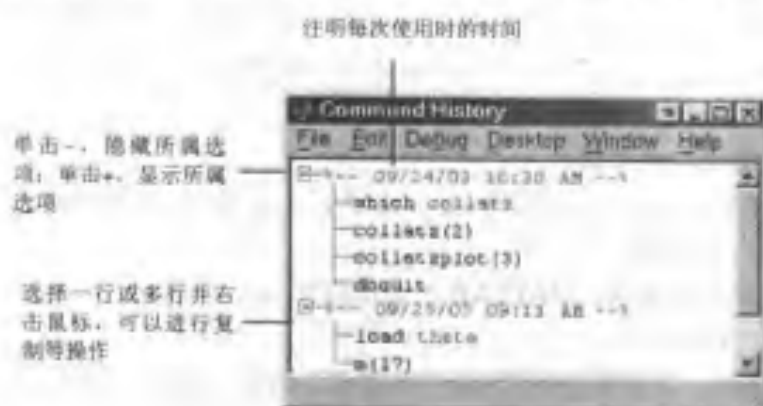 注明每次使用时的时间
Command History
File Edit Debug Desktop Window Help
单击-，隐藏所属选
项；单击+，显示所属
选项
%-- 09/24/03 10:30 AM --%
which collatz
collatz(2)
collatzplot(3)
dbquit
选择一行或多行并右
击鼠标，可以进行复
制等操作
%-- 09/25/03 09:13 AM --%
load theta
m(17)